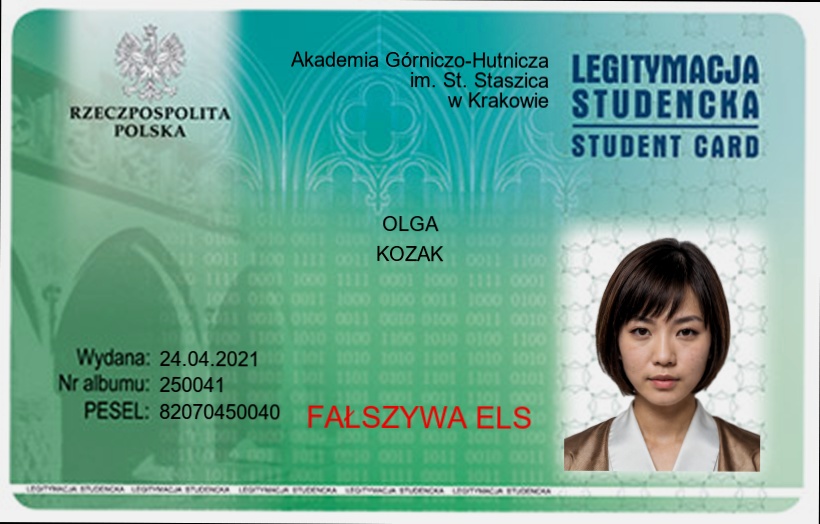 RZECZPOSPOLITA
POLSKA
Akademia Górniczo-Hutnicza
im. St. Staszica
w Krakowie
LEGITYMACJA
STUDENCKA
STUDENT CARD
OLGA
KOZAK
Wydana: 24.04.2021
Nr albumu: 250041
PESEL: 82070450040
FAŁSZYWA ELS
LEGITYMACJA STUDENCKA LEGITYMACJA STUDENCKA LEGITYMACJA STUDENCKA LEGITYMACJA STUDENCKA LEGITYMACJA STUDENCKA